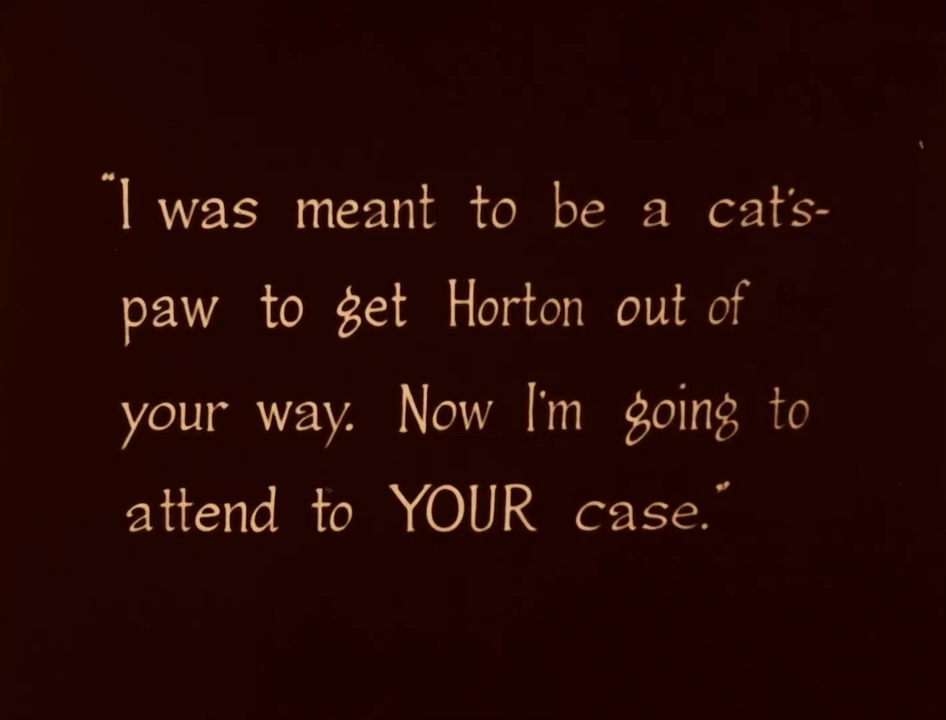 "I was meant to be a cat's-
paw to get Horton out of
your way. Now I'm going to
attend to YOUR case."